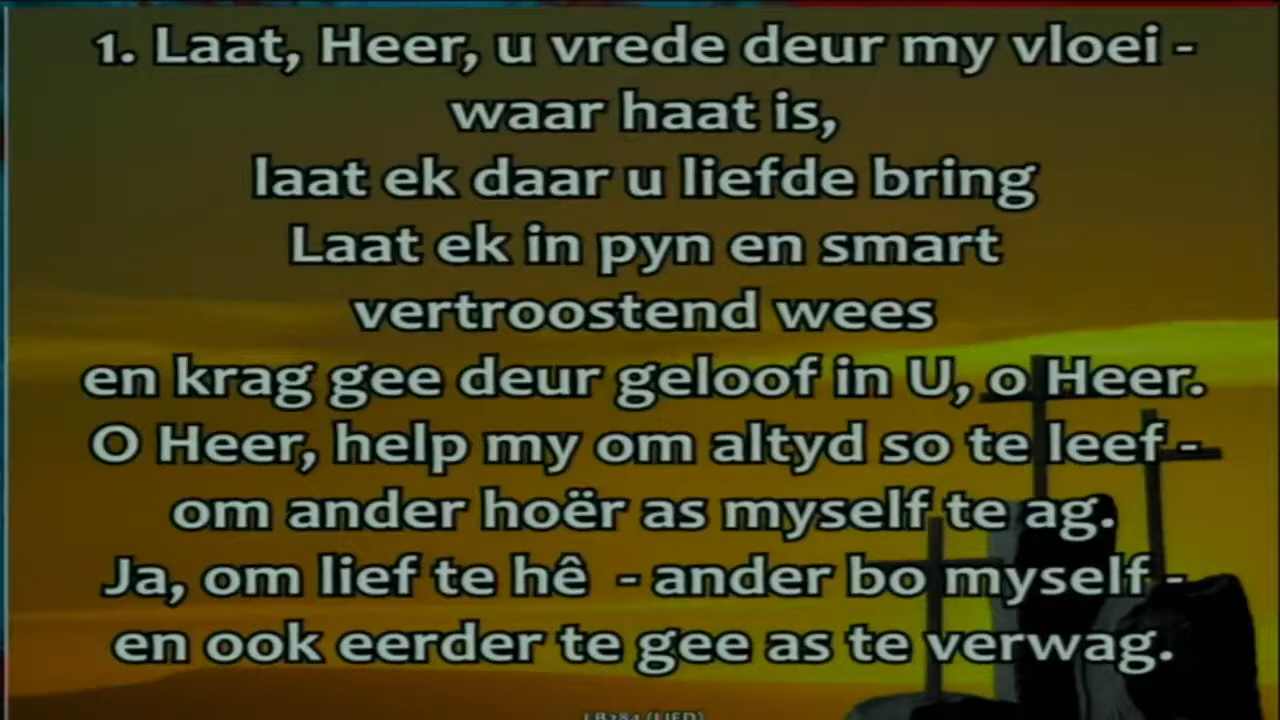 1. Laat, Heer, u vrede deur my vloei -
waar haat is,
laat ek daar u liefde bring
Laat ek in pyn en smart
vertroostend wees
en krag gee deur geloof in U, o Heer.
O Heer, help my om altyd so te leef -
om ander hoër as myself te ag.
Ja, om lief te hê - ander bo myself -
en ook eerder te gee as te verwag.